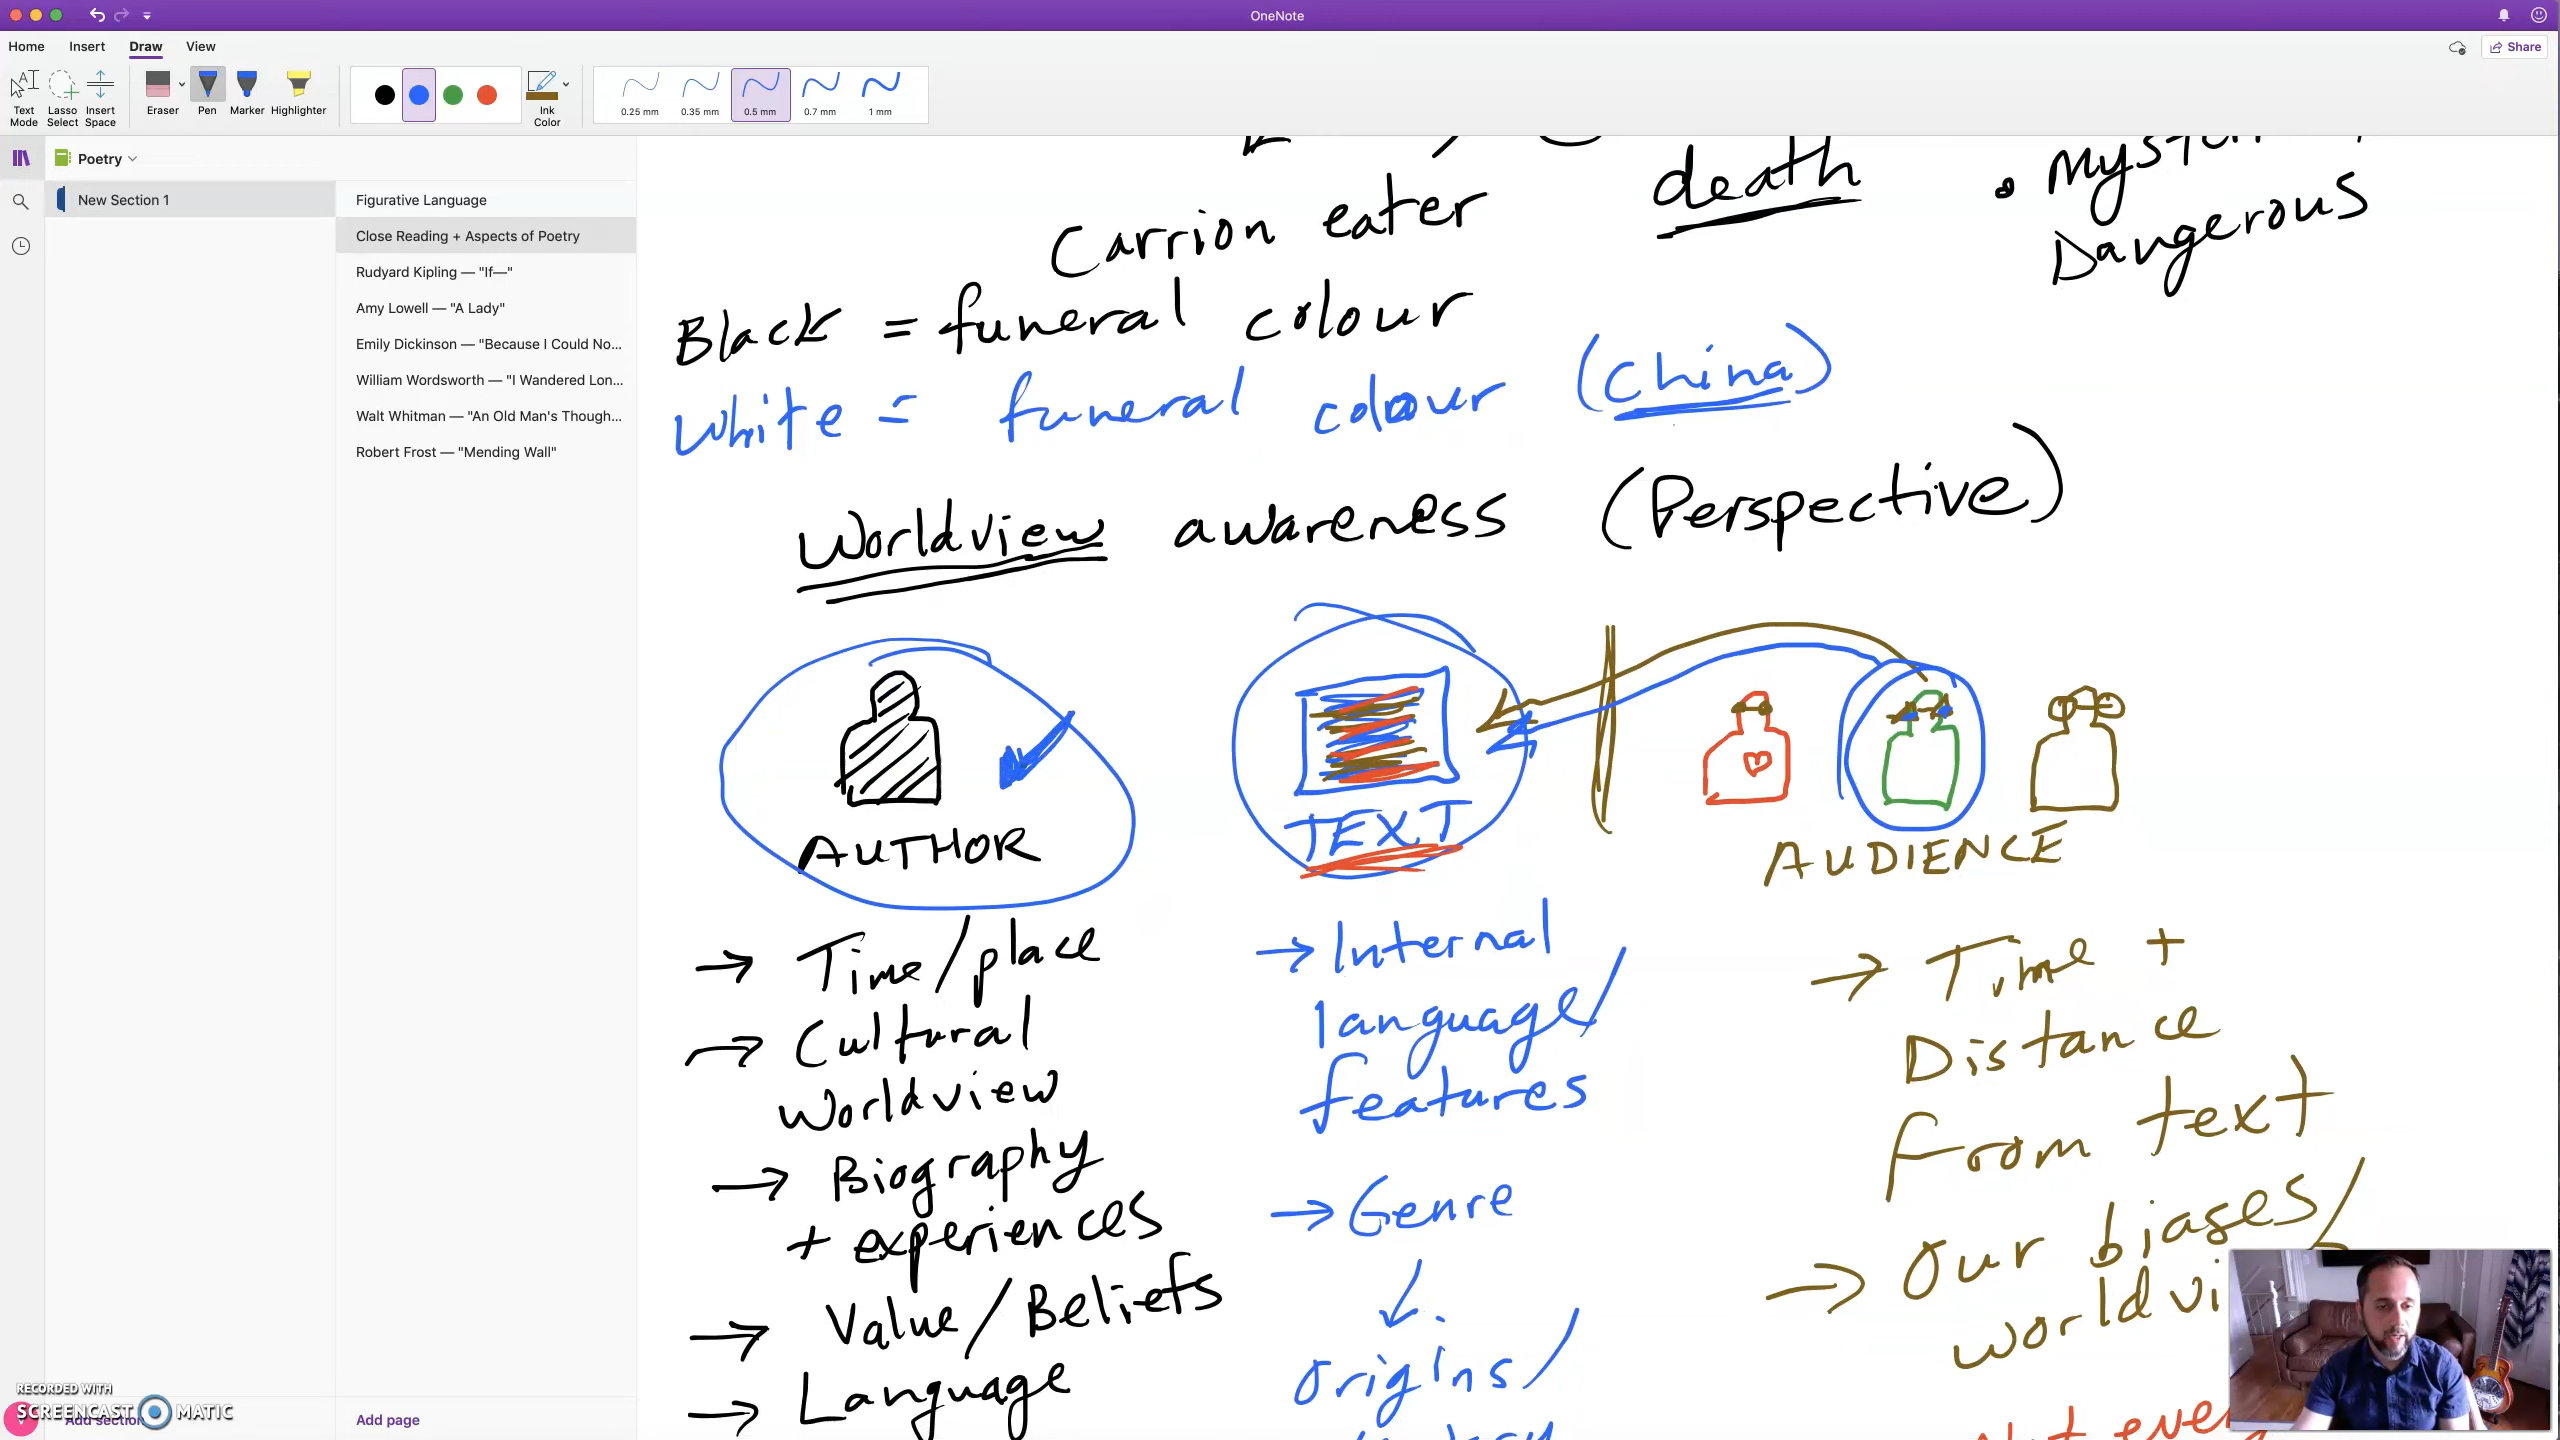 OneNote
Home Insert Draw View
Share
Text Mode
Lasso Select
Insert Space
Eraser
Pen
Marker
Highlighter
Ink Color
0.25 mm
0.35 mm
0.5 mm
0.7 mm
1 mm
Poetry
New Section 1
Figurative Language
Close Reading + Aspects of Poetry
Rudyard Kipling — "If—"
Amy Lowell — "A Lady"
Emily Dickinson — "Because I Could No...
William Wordsworth — "I Wandered Lon...
Walt Whitman — "An Old Man's Though...
Robert Frost — "Mending Wall"
Add section
Add page
RECORDED WITH
SCREENCAST MATIC
death
Carrion eater
Dangerous
Black = funeral colour
White = funeral colour (China)
Worldview awareness (Perspective)
AUTHOR
→ Time/place
→ Cultural
Worldview
→ Biography
+ experiences
→ Value/Beliefs
→ Language
TEXT
→ Internal
language/
features
→ Genre
↓
origins/
AUDIENCE
→ Time +
Distance
from text
→ Our biases/
worldvi